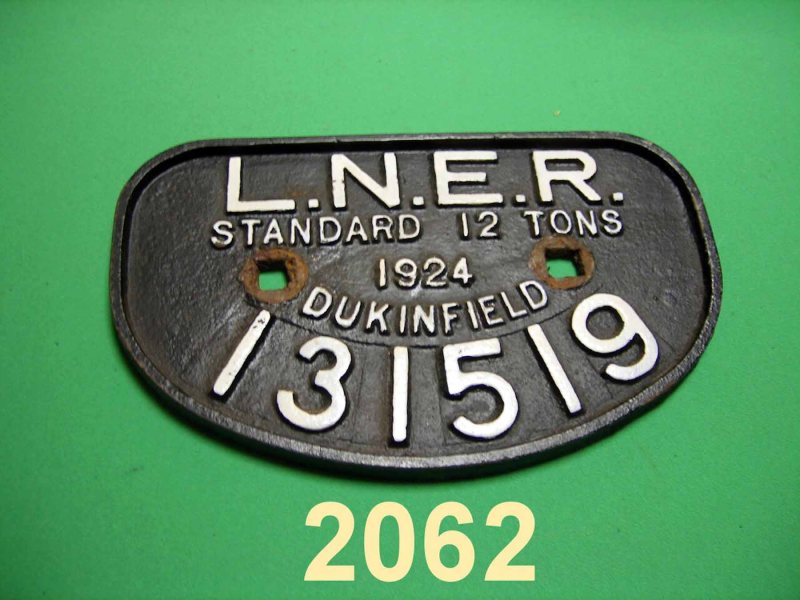 L.N.E.R.
STANDARD 12 TONS
1924
DUKINFIELD
131519
2062